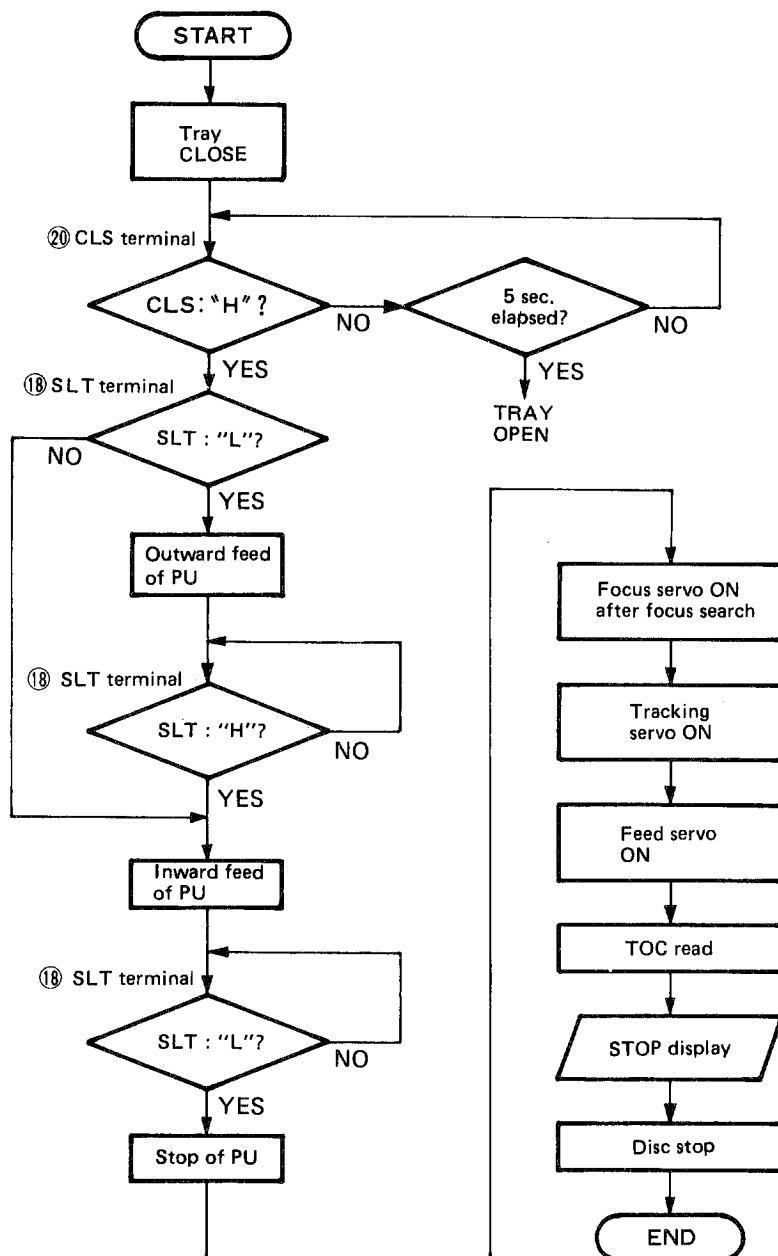 START
Tray
CLOSE
⑳ CLS terminal
CLS: "H" ?
NO
YES
5 sec.
elapsed?
NO
YES
TRAY
OPEN
⑱ SLT terminal
SLT : "L"?
NO
YES
Outward feed
of PU
⑱ SLT terminal
SLT : "H"?
NO
YES
Inward feed
of PU
⑱ SLT terminal
SLT : "L"?
NO
YES
Stop of PU
Focus servo ON
after focus search
Tracking
servo ON
Feed servo
ON
TOC read
STOP display
Disc stop
END